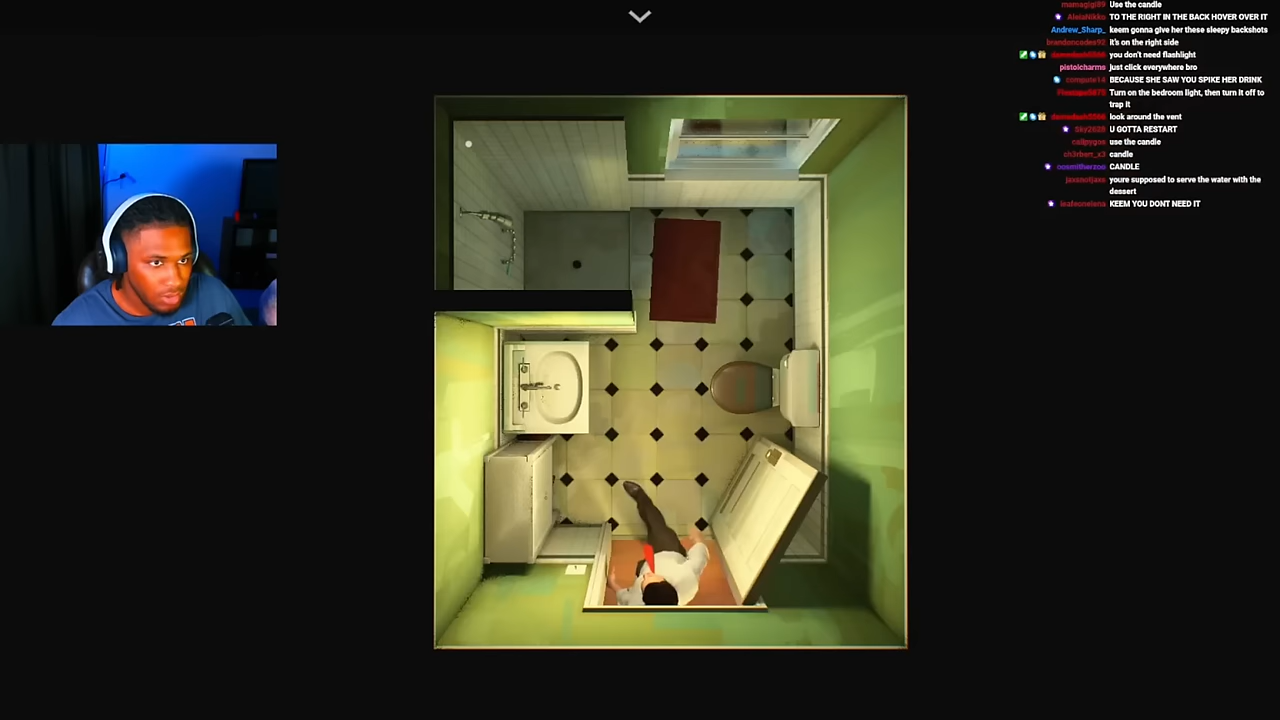 Use the candle
AleiaNikko TO THE RIGHT IN THE BACK HOVER OVER IT
Andrew_Sharp_ keem gonna give her these sleepy backshots
brandoncodes92 it's on the right side
you don't need flashlight
pistolcharms just click everywhere bro
compute14 BECAUSE SHE SAW YOU SPIKE HER DRINK
Turn on the bedroom light, then turn it off to
trap it
look around the vent
U GOTTA RESTART
use the candle
candle
CANDLE
youre supposed to serve the water with the
dessert
KEEM YOU DONT NEED IT